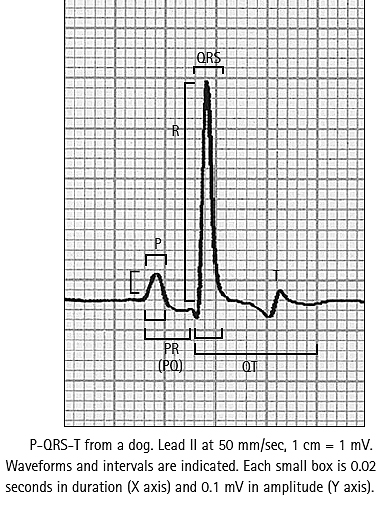 QRS
R
P
T
PR
(PQ)
QT
P-QRS-T from a dog. Lead II at 50 mm/sec, 1 cm = 1 mV.
Waveforms and intervals are indicated. Each small box is 0.02
seconds in duration (X axis) and 0.1 mV in amplitude (Y axis).